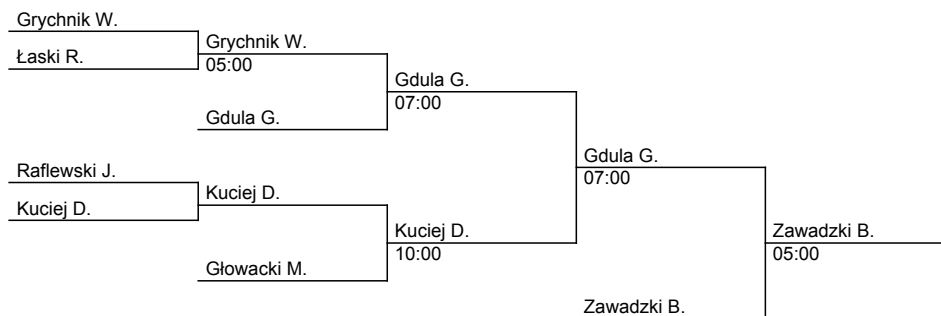 Grychnik W.
Łaski R.
Grychnik W.
05:00
Gdula G.
Gdula G.
07:00
Raflewski J.
Kuciej D.
Kuciej D.
Głowacki M.
Kuciej D.
10:00
Gdula G.
07:00
Zawadzki B.
Zawadzki B.
05:00